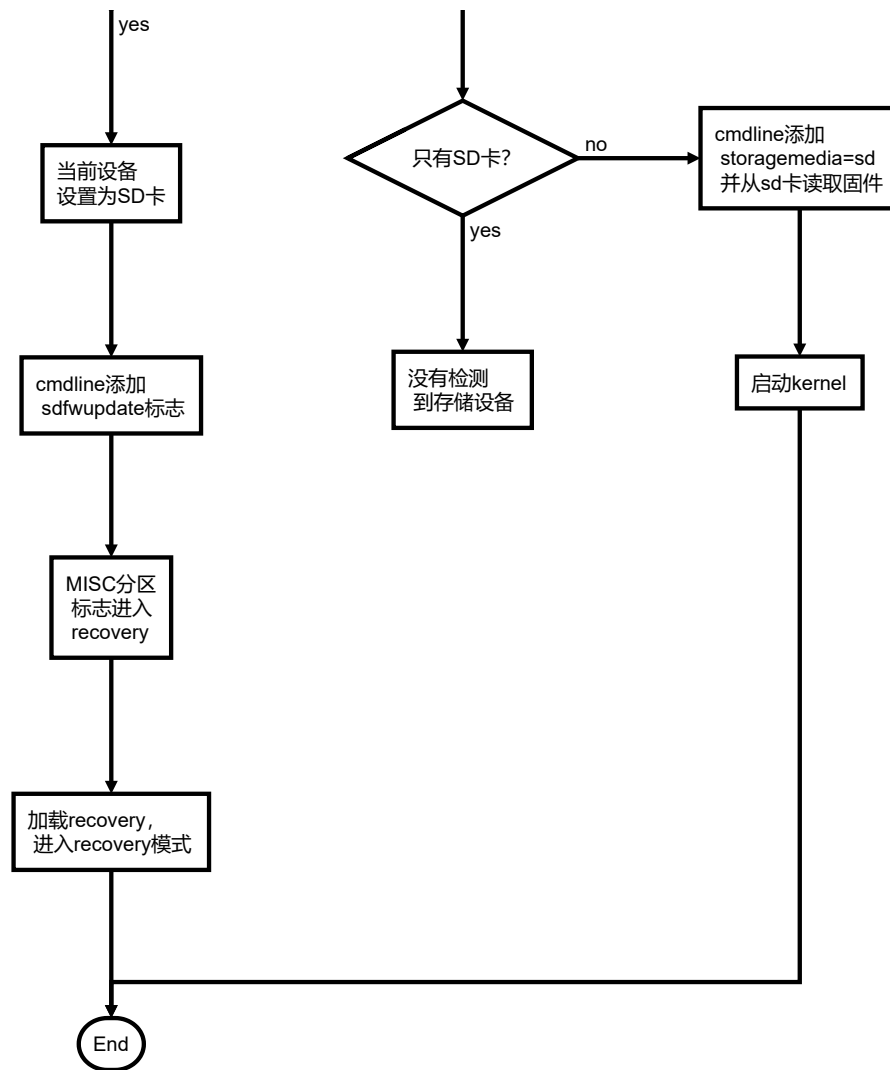 yes
当前设备
设置为SD卡
cmdline添加
sdfwupdate标志
MISC分区
标志进入
recovery
加载recovery，
进入recovery模式
End
只有SD卡？
no
yes
没有检测
到存储设备
cmdline添加
storagemedia=sd
并从sd卡读取固件
启动kernel